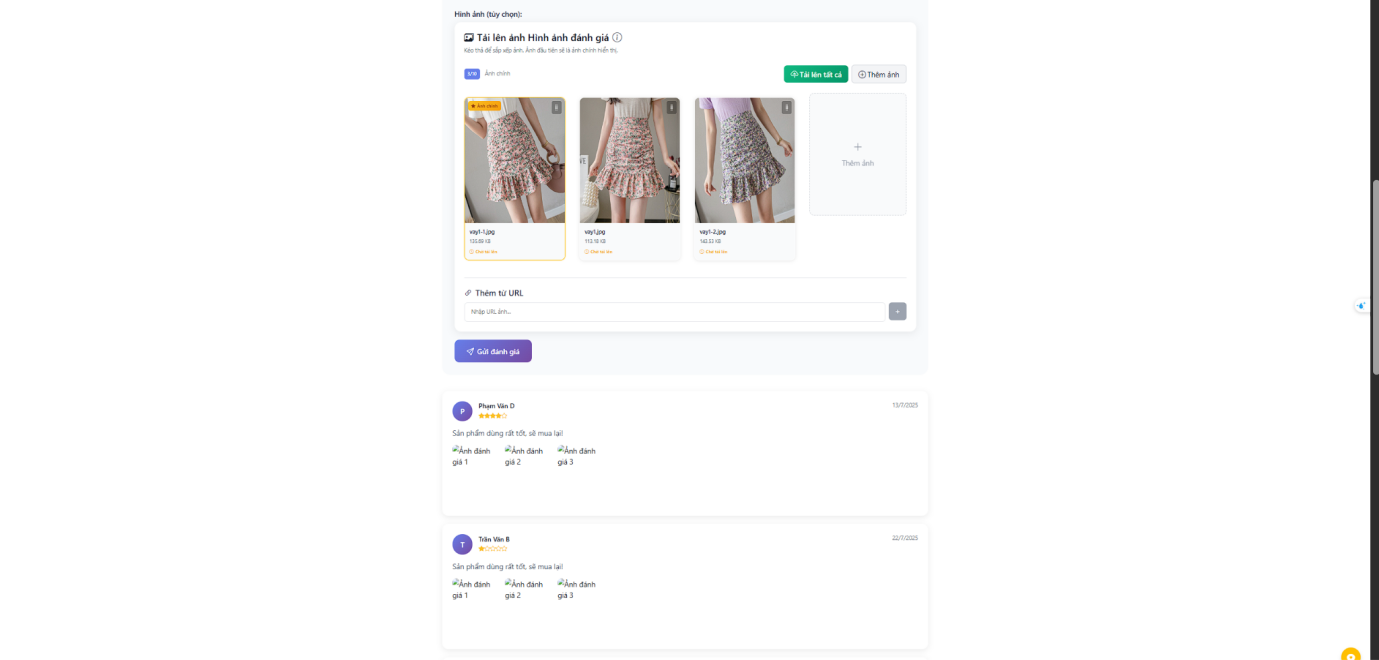 Hình ảnh (tùy chọn):
Tải lên ảnh Hình ảnh đánh giá
Kéo thả để sắp xếp ảnh. Ảnh đầu tiên sẽ là ảnh chính hiển thị.
3/10 Ảnh chính
Tải lên tất cả
Thêm ảnh
Ảnh chính
Thêm ảnh
vay1-1.jpg
vay1.jpg
vay1-2.jpg
113.18 KB
Chờ tải lên
Chờ tải lên
Chờ tải lên
Thêm từ URL
Nhập URL ảnh...
+
Gửi đánh giá
P
Phạm Văn D
13/7/2025
Sản phẩm dùng rất tốt, sẽ mua lại!
Ảnh đánh giá 1
Ảnh đánh giá 2
Ảnh đánh giá 3
T
Trần Văn B
22/7/2025
Sản phẩm dùng rất tốt, sẽ mua lại!
Ảnh đánh giá 1
Ảnh đánh giá 2
Ảnh đánh giá 3